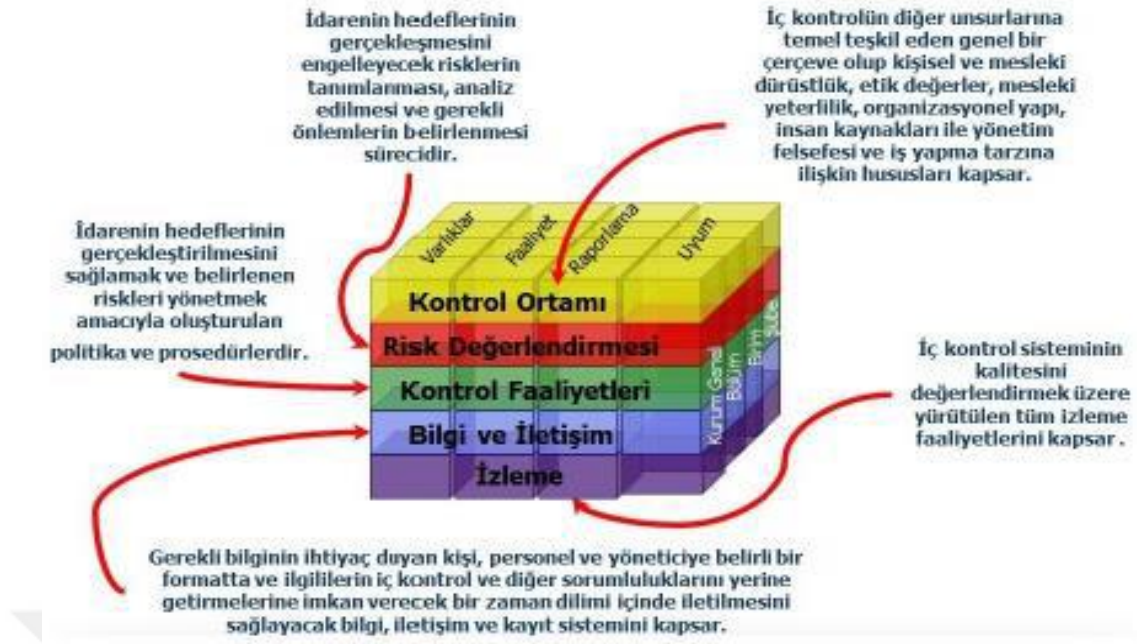 İdarenin hedeflerinin
gerçekleşmesini
engelleyecek risklerin
tanımlanması, analiz
edilmesi ve gerekli
önlemlerin belirlenmesi
sürecidir.
İç kontrolün diğer unsurlarına
temel teşkil eden genel bir
çerçeve olup kişisel ve mesleki
dürüstlük, etik değerler, mesleki
yeterlilik, organizasyonel yapı,
insan kaynakları ile yönetim
felsefesi ve iş yapma tarzına
ilişkin hususları kapsar.
İdarenin hedeflerinin
gerçekleştirilmesini
sağlamak ve belirlenen
riskleri yönetmek
amacıyla oluşturulan
politika ve prosedürlerdir.
Varlıklar
Faaliyet
Raporlama
Uyum
Kontrol Ortamı
Risk Değerlendirmesi
Kontrol Faaliyetleri
Bilgi ve İletişim
İzleme
Kurum Genel
Bölüm
Birim
Şube
İç kontrol sisteminin
kalitesini
değerlendirmek üzere
yürütülen tüm izleme
faaliyetlerini kapsar.
Gerekli bilginin ihtiyaç duyan kişi, personel ve yöneticiye belirli bir
formatta ve ilgililerin iç kontrol ve diğer sorumluluklarını yerine
getirmelerine imkan verecek bir zaman dilimi içinde iletilmesini
sağlayacak bilgi, iletişim ve kayıt sistemini kapsar.